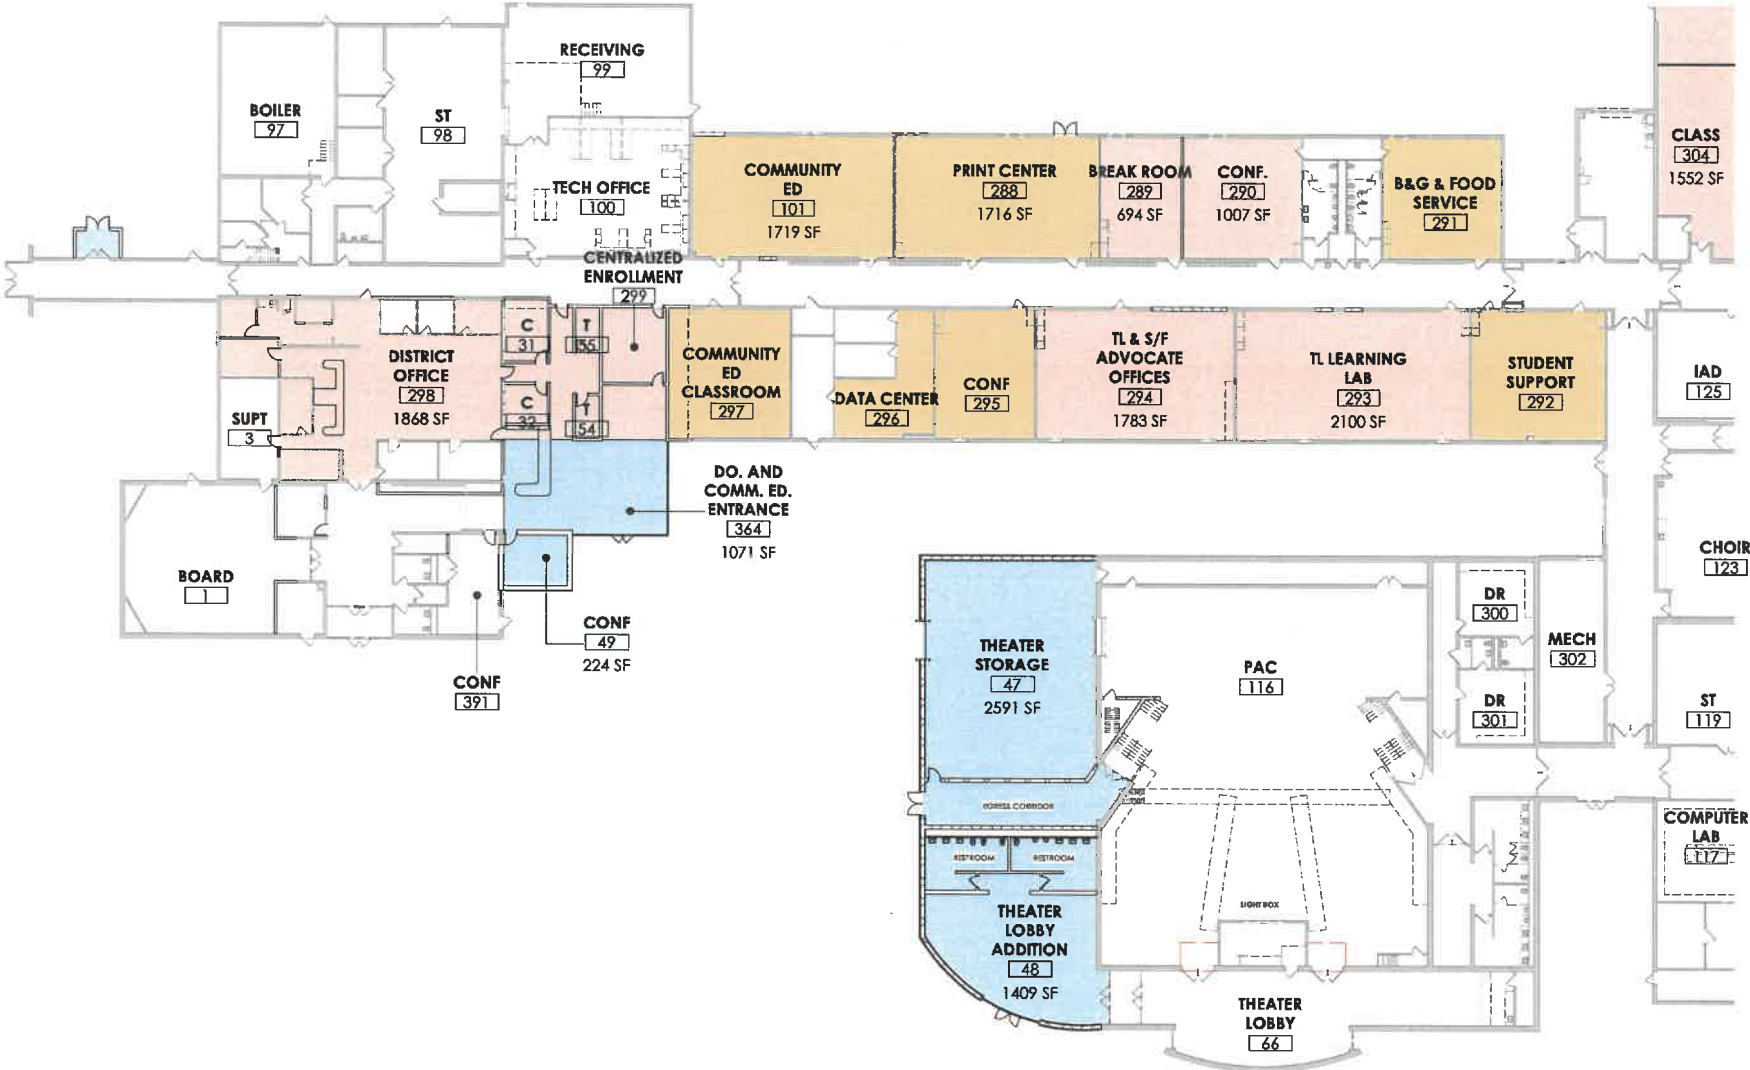 RECEIVING
99
BOILER
97
ST
98
TECH OFFICE
100
COMMUNITY
ED
101
1719 SF
PRINT CENTER
288
1716 SF
BREAK ROOM
289
694 SF
CONF.
290
1007 SF
B&G & FOOD
SERVICE
291
CLASS
304
1552 SF
CENTRALIZED
ENROLLMENT
299
DISTRICT
OFFICE
298
1868 SF
C
31
T
55
C
32
T
54
SUPT
3
COMMUNITY
ED
CLASSROOM
297
DATA CENTER
296
CONF
295
TL & S/F
ADVOCATE
OFFICES
294
1783 SF
TL LEARNING
LAB
293
2100 SF
STUDENT
SUPPORT
292
IAD
125
DO. AND
COMM. ED.
ENTRANCE
364
1071 SF
BOARD
1
CONF
49
224 SF
CONF
391
CHOIR
123
DR
300
MECH
302
DR
301
ST
119
THEATER
STORAGE
47
2591 SF
PAC
116
EGRESS CORRIDOR
RESTROOM
RESTROOM
COMPUTER
LAB
117
LIGHT BOX
THEATER
LOBBY
ADDITION
48
1409 SF
THEATER
LOBBY
66